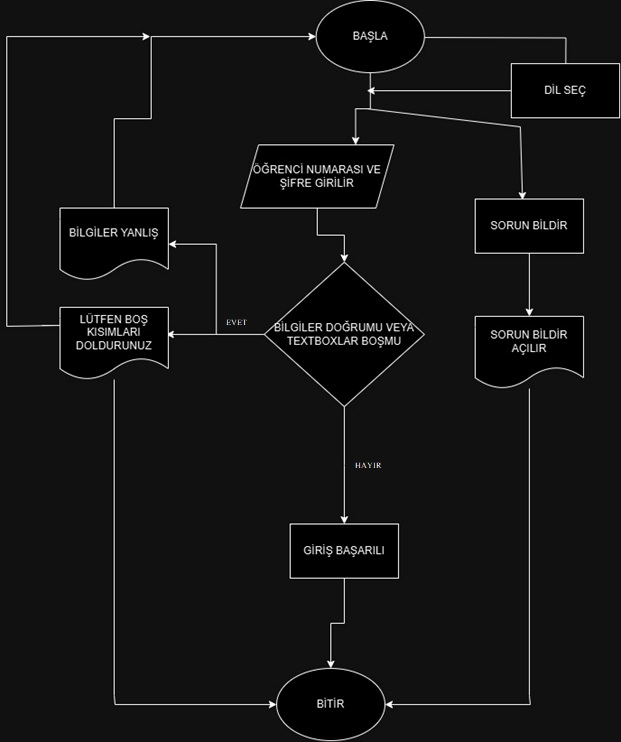 BAŞLA
DİL SEÇ
ÖĞRENCİ NUMARASI VE
ŞİFRE GİRİLİR
BİLGİLER YANLIŞ
SORUN BİLDİR
LÜTFEN BOŞ
KISIMLARI
DOLDURUNUZ
EVET
BİLGİLER DOĞRUMU VEYA
TEXTBOXLAR BOŞMU
SORUN BİLDİR
AÇILIR
HAYIR
GİRİŞ BAŞARILI
BİTİR